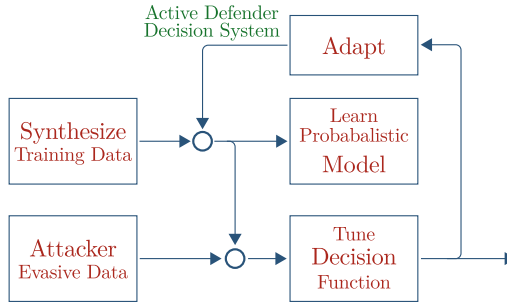 Active Defender
Decision System
Adapt
Synthesize
Training Data
Learn
Probabalistic
Model
Attacker
Evasive Data
Tune
Decision
Function